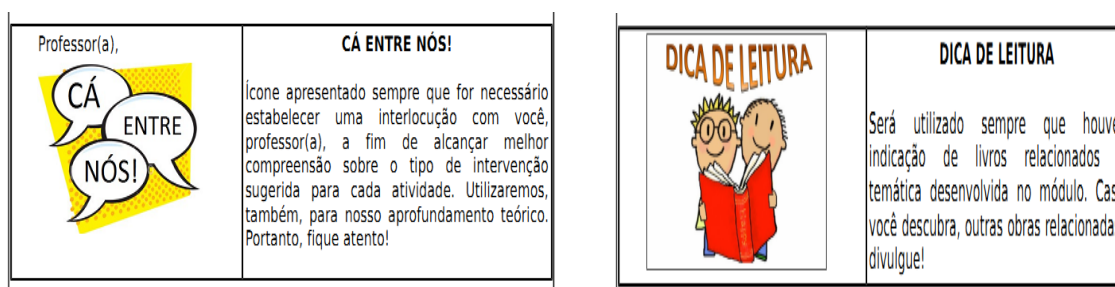 Professor(a),
CÁ
ENTRE
NÓS!
CÁ ENTRE NÓS!
Ícone apresentado sempre que for necessário
estabelecer uma interlocução com você,
professor(a), a fim de alcançar melhor
compreensão sobre o tipo de intervenção
sugerida para cada atividade. Utilizaremos,
também, para nosso aprofundamento teórico.
Portanto, fique atento!
DICA DE LEITURA
DICA DE LEITURA
Será utilizado sempre que houve
indicação de livros relacionados
temática desenvolvida no módulo. Cas
você descubra, outras obras relacionada
divulgue!